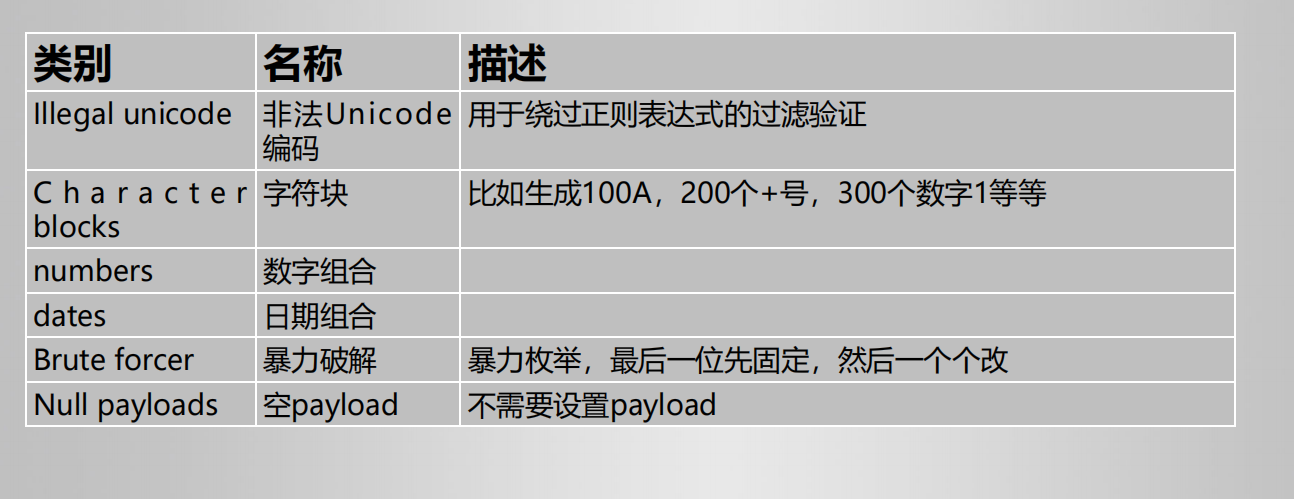 类别 名称 描述
Illegal unicode 非法Unicode 用于绕过正则表达式的过滤验证
编码
Character 字符块 比如生成100A，200个+号，300个数字1等等
blocks
numbers 数字组合
dates 日期组合
Brute forcer 暴力破解 暴力枚举，最后一位先固定，然后一个个改
Null payloads 空payload 不需要设置payload